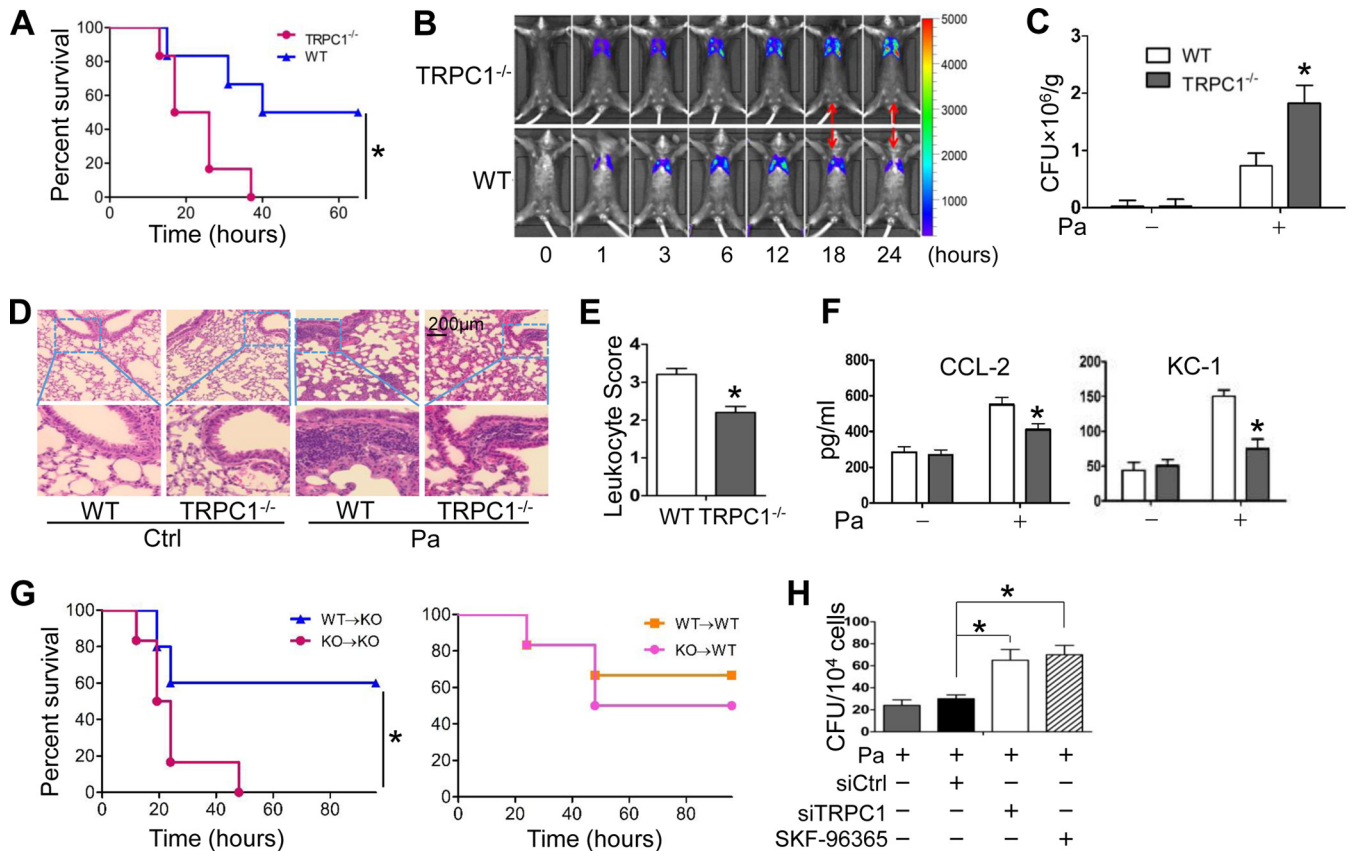 A
TRPC1-/-
WT
Percent survival
100
80
60
40
20
0
*
0 20 40 60
Time (hours)
B
TRPC1-/-
WT
0 1 3 6 12 18 24 (hours)
5000
4000
3000
2000
1000
C
WT
TRPC1-/-
CFU×10⁶/g
3
2
1
0
*
Pa − +
D
200μm
WT TRPC1-/- WT TRPC1-/-
Ctrl Pa
E
Leukocyte Score
4
3
2
1
0
*
WT TRPC1-/-
F
CCL-2
pg/ml
800
600
400
200
0
*
Pa − +
KC-1
200
150
100
50
0
*
− +
G
WT→KO
KO→KO
Percent survival
100
80
60
40
20
0
*
0 20 40 60 80
Time (hours)
WT→WT
KO→WT
100
80
60
40
20
0
0 20 40 60 80
Time (hours)
H
CFU/10⁴ cells
100
80
60
40
20
0
*
*
Pa + + + +
siCtrl − + − −
siTRPC1 − − + −
SKF-96365 − − − +